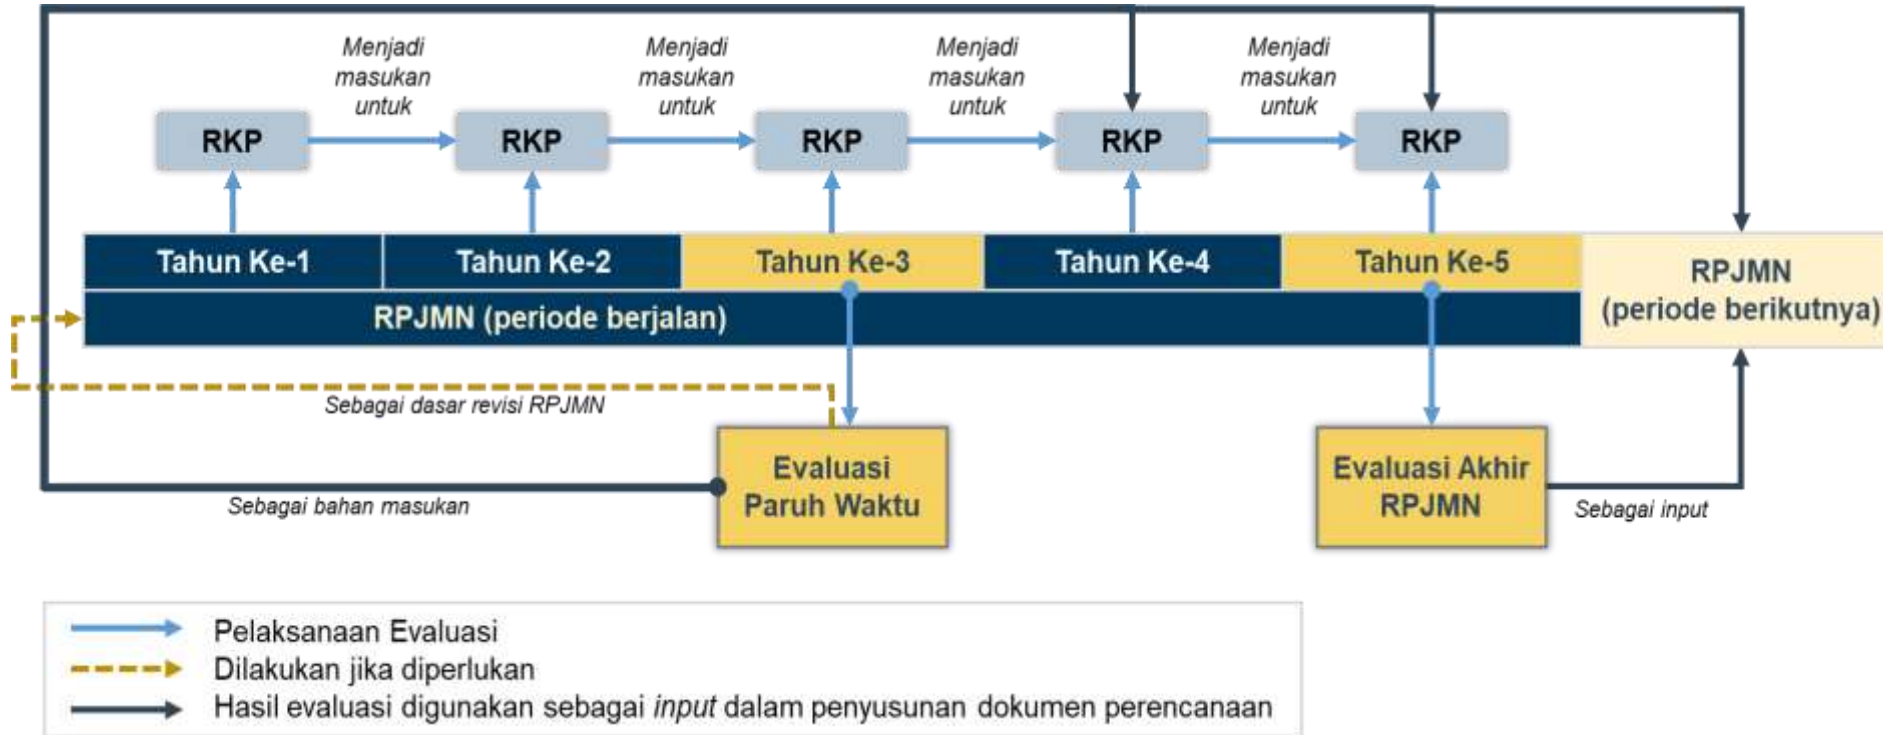 Menjadi
masukan
untuk
Menjadi
masukan
untuk
Menjadi
masukan
untuk
Menjadi
masukan
untuk
RKP
RKP
RKP
RKP
RKP
Tahun Ke-1
Tahun Ke-2
Tahun Ke-3
Tahun Ke-4
Tahun Ke-5
RPJMN (periode berjalan)
RPJMN
(periode berikutnya)
Sebagai dasar revisi RPJMN
Evaluasi
Paruh Waktu
Evaluasi Akhir
RPJMN
Sebagai bahan masukan
Sebagai input
Pelaksanaan Evaluasi
Dilakukan jika diperlukan
Hasil evaluasi digunakan sebagai input dalam penyusunan dokumen perencanaan